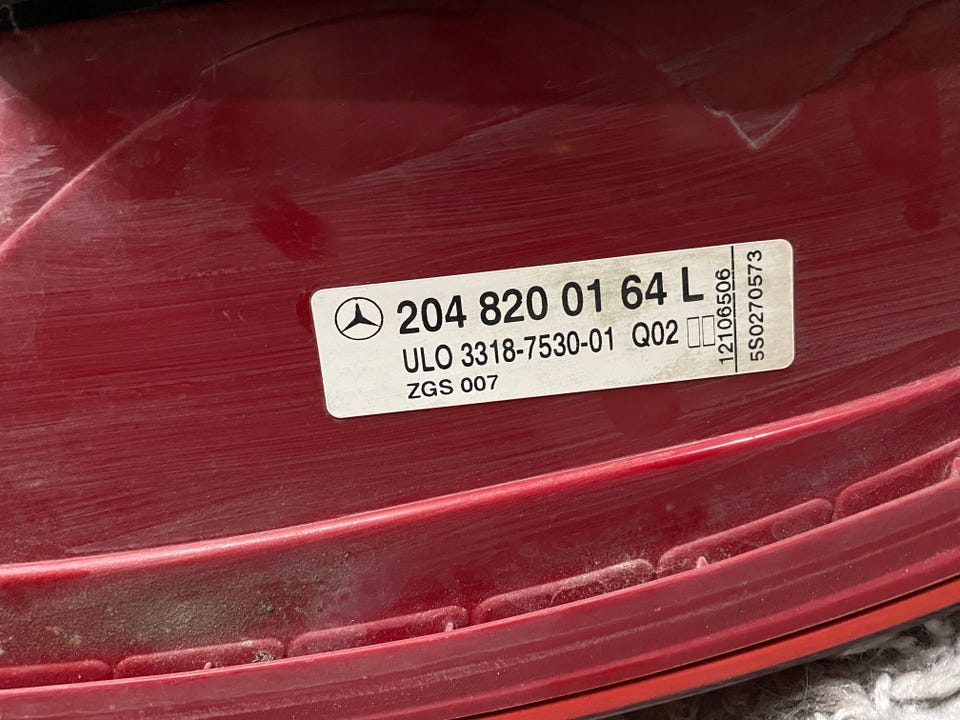 204 820 01 64 L
ULO 3318-7530-01 Q02
ZGS 007
12106506
5S0270573